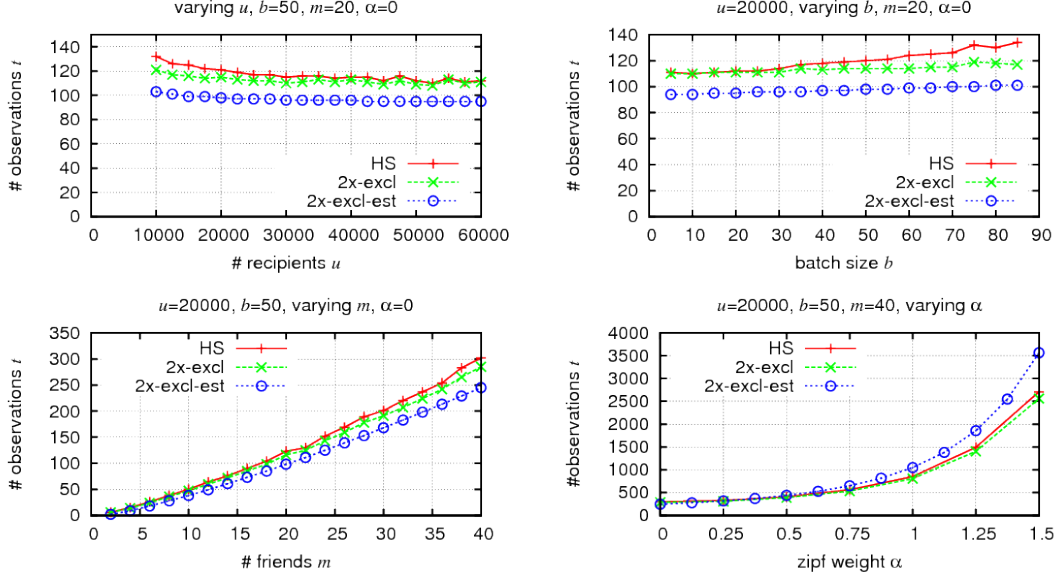 varying u, b=50, m=20, α=0
140
120
100
80
60
40
20
0
# observations t
HS
2x-excl
2x-excl-est
0 10000 20000 30000 40000 50000 60000
# recipients u
u=20000, varying b, m=20, α=0
140
120
100
80
60
40
20
0
# observations t
HS
2x-excl
2x-excl-est
0 10 20 30 40 50 60 70 80 90
batch size b
u=20000, b=50, varying m, α=0
350
300
250
200
150
100
50
0
# observations t
HS
2x-excl
2x-excl-est
0 5 10 15 20 25 30 35 40
# friends m
u=20000, b=50, m=40, varying α
4000
3500
3000
2500
2000
1500
1000
500
0
#observations t
HS
2x-excl
2x-excl-est
0 0.25 0.5 0.75 1 1.25 1.5
zipf weight α